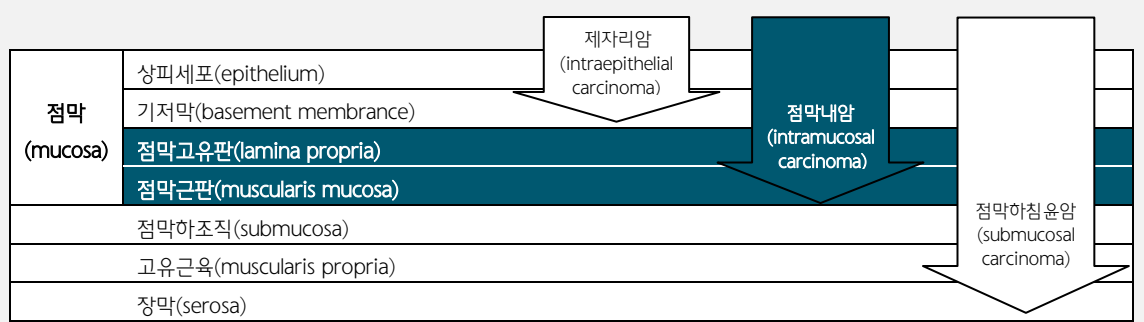 제자리암
(intraepithelial
carcinoma)
점막내암
(intramucosal
carcinoma)
점막하침윤암
(submucosal
carcinoma)
점막
(mucosa)
상피세포(epithelium)
기저막(basement membrance)
점막고유판(lamina propria)
점막근판(muscularis mucosa)
점막하조직(submucosa)
고유근육(muscularis propria)
장막(serosa)